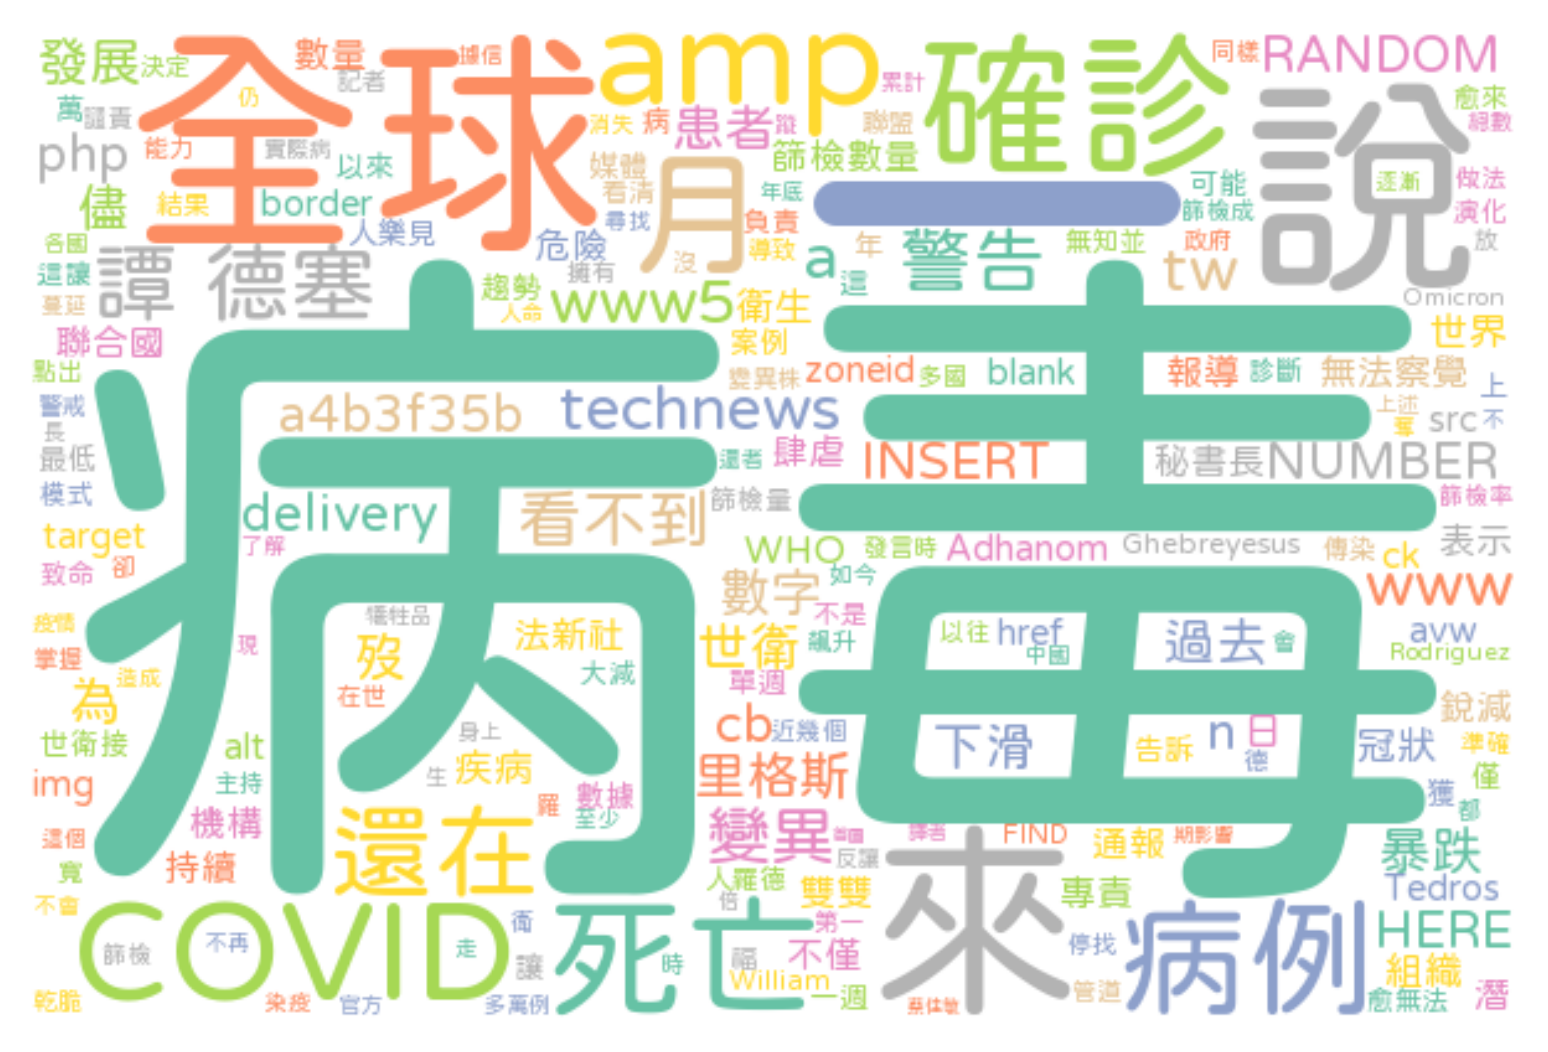 發展
決定
全球
數量
記者
據信
amp
累計
確診
同樣
RANDOM
萬
譴責
仍
消失
病
患者
蹤
聯盟
說
愈來
php
能力
實際病
以來
媒體
月
篩檢數量
逐漸
做法
儘
結果
border
看清
年底
一
可能
篩檢成
演化
人樂見
尋找
負責
各國
譚
德塞
危險
沒
導致
a
年
警告
無知並
政府
放
這讓
擁有
這
tw
蔓延
趨勢
人命
www5
衛生
Omicron
聯合國
案例
世界
點出
病毒
變異株
zoneid
多國
blank
報導
診斷
無法察覺
上
警戒
a4b3f35b
technews
上述
src
不
長
最低
還者
肆虐
INSERT
秘書長
NUMBER
模式
delivery
看不到
篩檢量
篩檢率
target
了解
WHO
發言時
Adhanom
Ghebreyesus
傳染
ck
表示
致命
卻
數字
如今
www
疫情
犧牲品
不是
掌握
現
歿
法新社
世衛
飆升
以往
href
中國
過去
會
avw
Rodriguez
造成
為
在世
大減
單週
銳減
世衛接
alt
身上
cb
近幾個
下滑
告訴
n
日
德
冠狀
準確
img
主持
生
疾病
里格斯
僅
機構
羅
數據
至少
獲
都
這個
還在
變異
譯者
FIND
通報
期影響
暴跌
寬
持續
反讓
人羅德
雙雙
來
專責
Tedros
不會
COVID
衛
死亡
倍
第一
病例
HERE
篩檢
不再
走
讓
時
福
不僅
停找
組織
William
一週
乾脆
染疫
官方
多萬例
蔡佳敏
管道
愈無法
潛